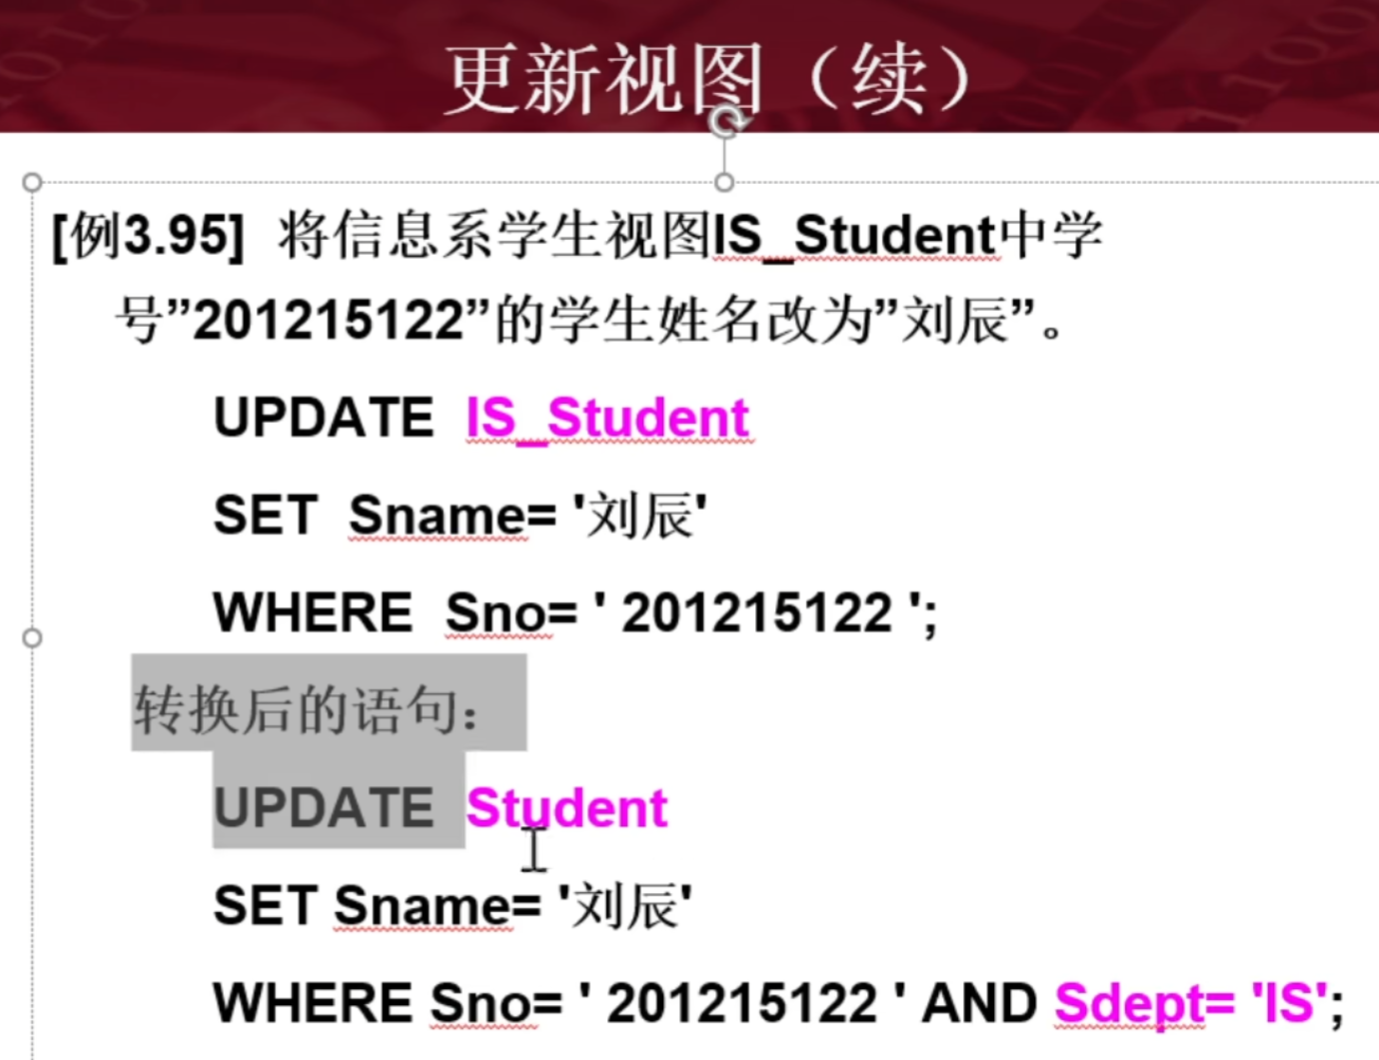 更新视图（续）
[例3.95] 将信息系学生视图IS_Student中学
号”201215122”的学生姓名改为”刘辰”。
UPDATE IS_Student
SET Sname= '刘辰'
WHERE Sno= ' 201215122 ';
转换后的语句：
UPDATE Student
SET Sname= '刘辰'
WHERE Sno= ' 201215122 ' AND Sdept= 'IS';